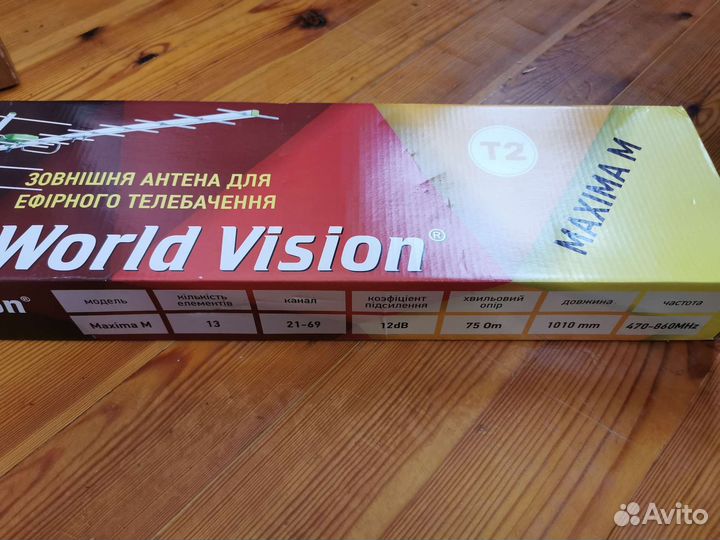 ЗОВНІШНЯ АНТЕНА ДЛЯ
ЕФІРНОГО ТЕЛЕБАЧЕННЯ
World Vision®
T2
MAXIMA M
модель кількість елементів канал коефіцієнт підсилення хвильовий опір довжина частота
Maxima M 13 21-69 12dB 75 Om 1010 mm 470-860MHz
Avito